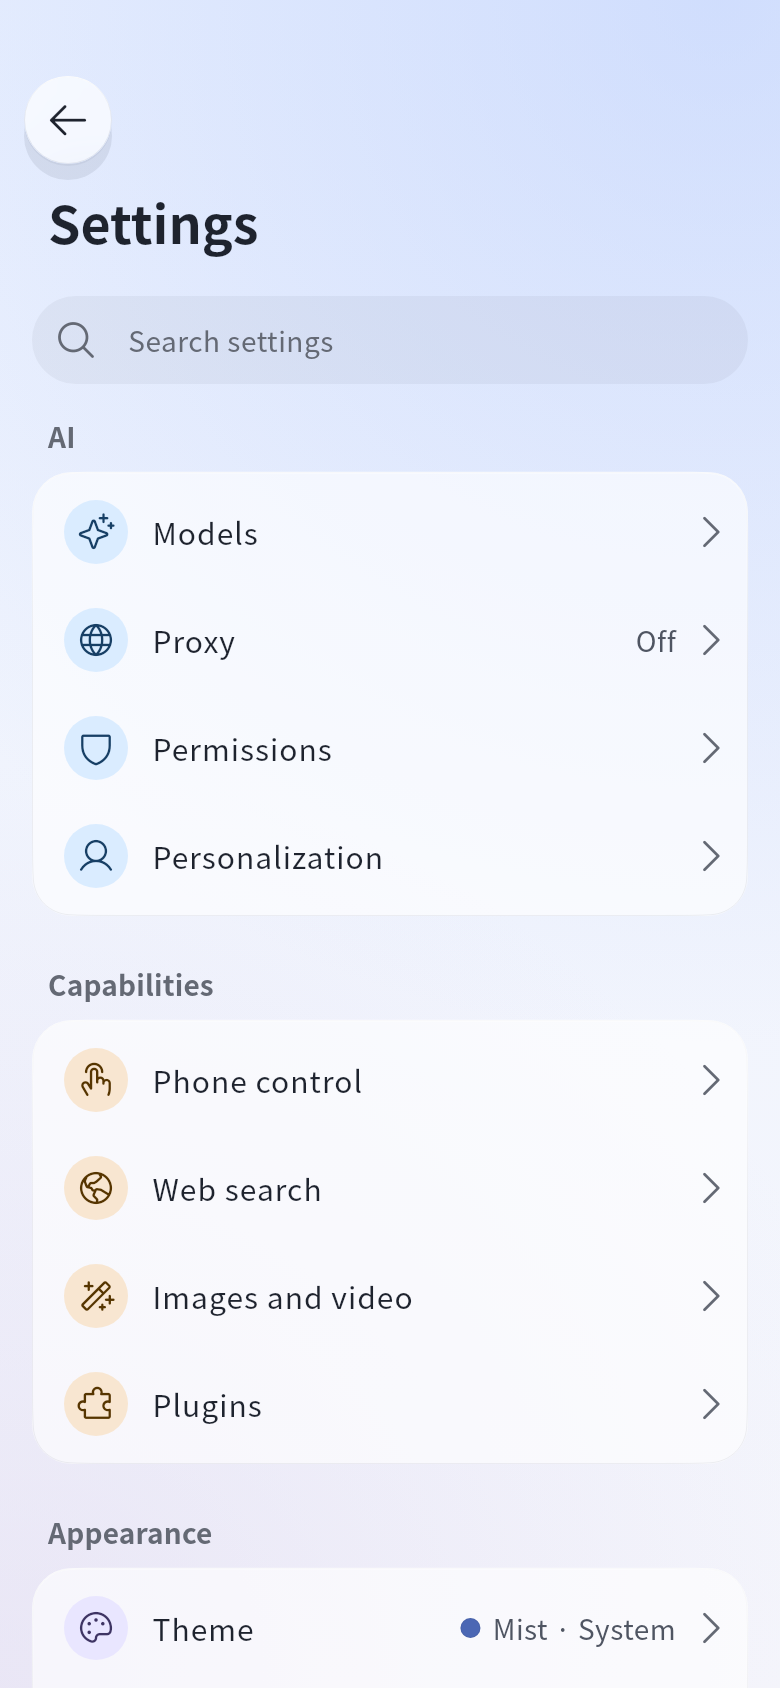 Settings
Search settings
AI
Models
Proxy Off
Permissions
Personalization
Capabilities
Phone control
Web search
Images and video
Plugins
Appearance
Theme Mist · System